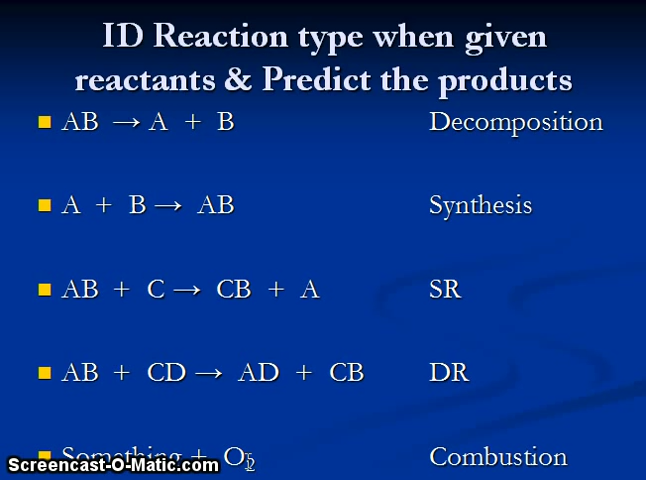 ID Reaction type when given
reactants & Predict the products
AB → A + B Decomposition
A + B → AB Synthesis
AB + C → CB + A SR
AB + CD → AD + CB DR
Something + O₂ Combustion
Screencast-O-Matic.com